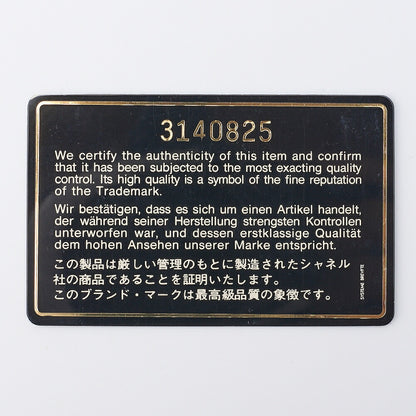 3140825
We certify the authenticity of this item and confirm
that it has been subjected to the most exacting quality
control. Its high quality is a symbol of the fine reputation
of the Trademark.
Wir bestätigen, dass es sich um einen Artikel handelt,
der während seiner Herstellung strengsten Kontrollen
unterworfen war, und dessen erstklassige Qualität
dem hohen Ansehen unserer Marke entspricht.
この製品は厳しい管理のもとに製造されたシャネル
社の商品であることを証明いたします。
このブランド・マークは最高級品質の象徴です。